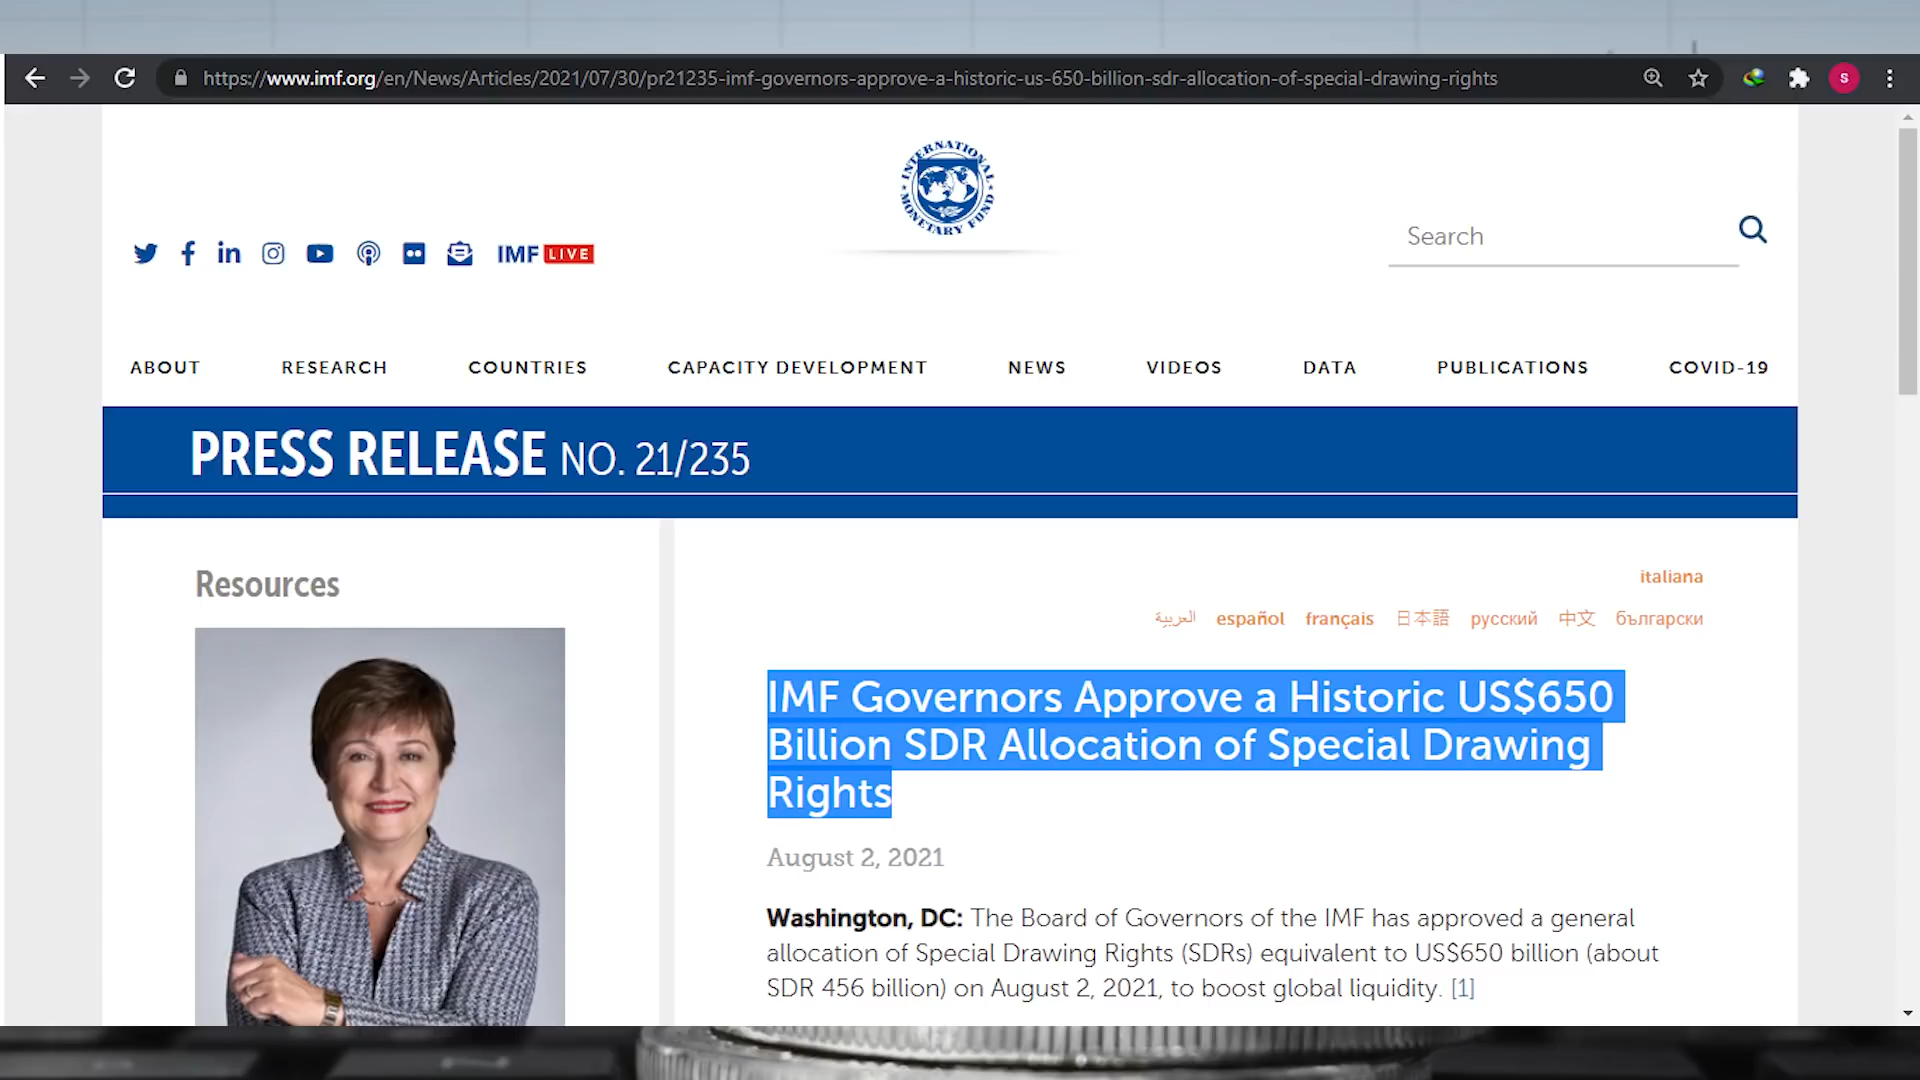 https://www.imf.org/en/News/Articles/2021/07/30/pr21235-imf-governors-approve-a-historic-us-650-billion-sdr-allocation-of-special-drawing-rights
S
INTERNATIONAL MONETARY FUND
IMF LIVE
Search
ABOUT RESEARCH COUNTRIES CAPACITY DEVELOPMENT NEWS VIDEOS DATA PUBLICATIONS COVID-19
PRESS RELEASE NO. 21/235
Resources
italiana
العربية español français 日本語 русский 中文 български
IMF Governors Approve a Historic US$650
Billion SDR Allocation of Special Drawing
Rights
August 2, 2021
Washington, DC: The Board of Governors of the IMF has approved a general
allocation of Special Drawing Rights (SDRs) equivalent to US$650 billion (about
SDR 456 billion) on August 2, 2021, to boost global liquidity. [1]